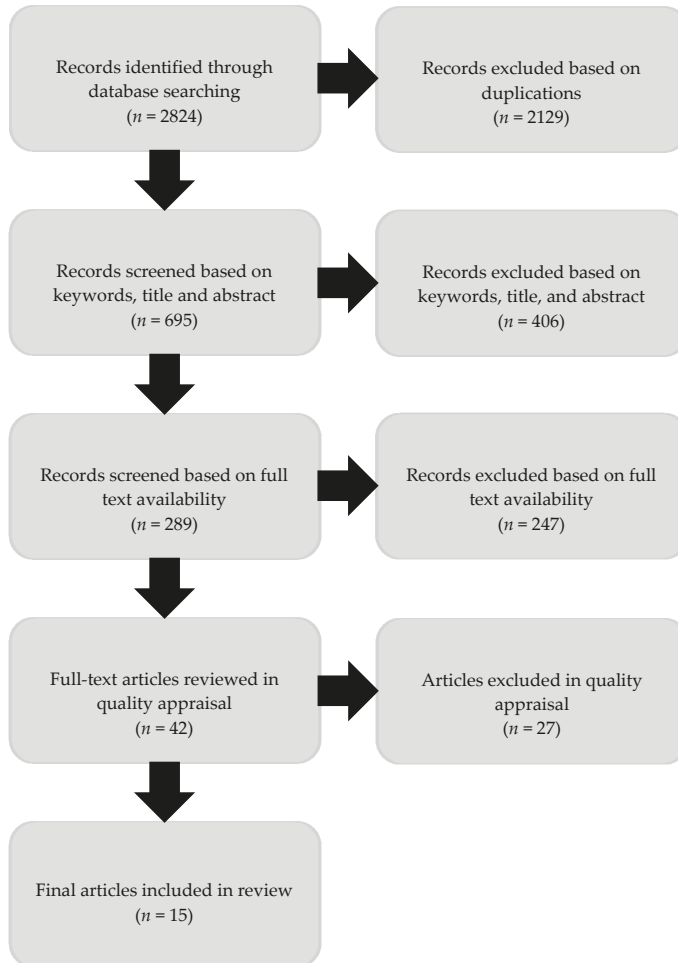 Records identified through
database searching
(n = 2824)
Records excluded based on
duplications
(n = 2129)
Records screened based on
keywords, title and abstract
(n = 695)
Records excluded based on
keywords, title, and abstract
(n = 406)
Records screened based on full
text availability
(n = 289)
Records excluded based on full
text availability
(n = 247)
Full-text articles reviewed in
quality appraisal
(n = 42)
Articles excluded in quality
appraisal
(n = 27)
Final articles included in review
(n = 15)